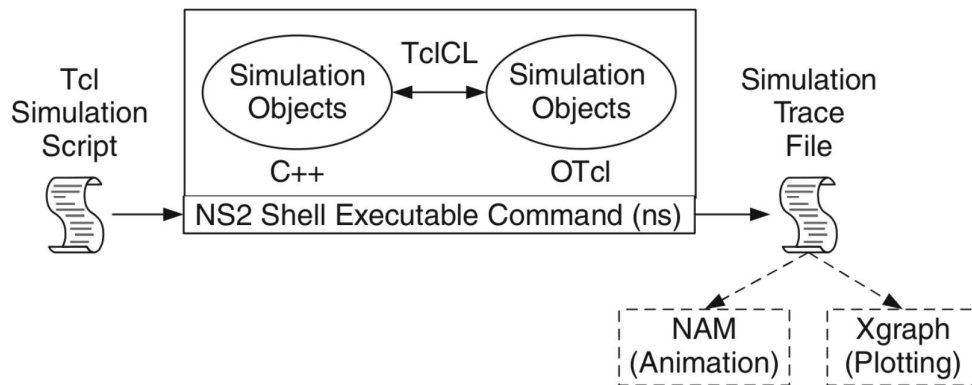 Tcl
Simulation
Script
TclCL
Simulation
Objects
Simulation
Objects
C++
OTcl
NS2 Shell Executable Command (ns)
Simulation
Trace
File
NAM
(Animation)
Xgraph
(Plotting)